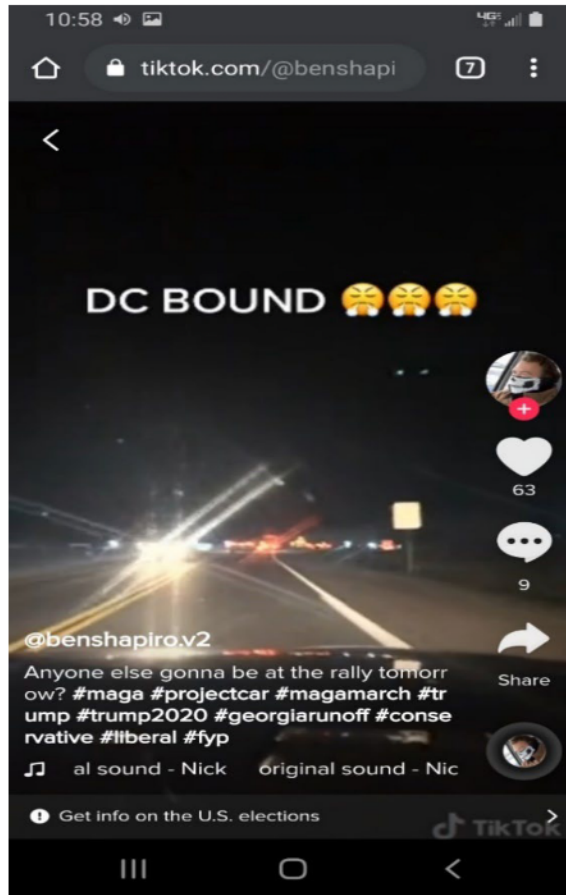 10:58
4GE
tiktok.com/@benshapi
7
DC BOUND 😤😤😤
63
9
@benshapiro.v2
Share
Anyone else gonna be at the rally tomorr
ow? #maga #projectcar #magamarch #tr
ump #trump2020 #georgiarunoff #conse
rvative #liberal #fyp
al sound - Nick original sound - Nic
Get info on the U.S. elections
TikTok